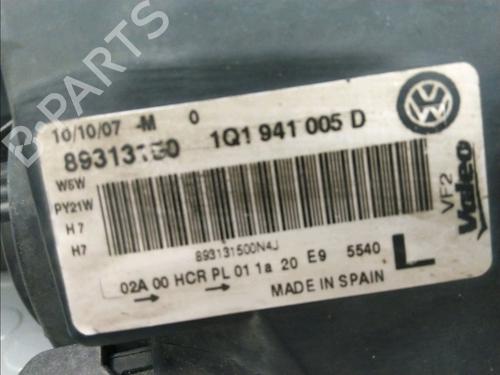 10/10/07 -M 0
89313150 1Q1 941 005 D
W5W
PY21W
H7
H7
893131500N4J
02A 00 HCR PL 01 1a 20 E9 5540
L
MADE IN SPAIN
VF2
Valeo
B-PARTS